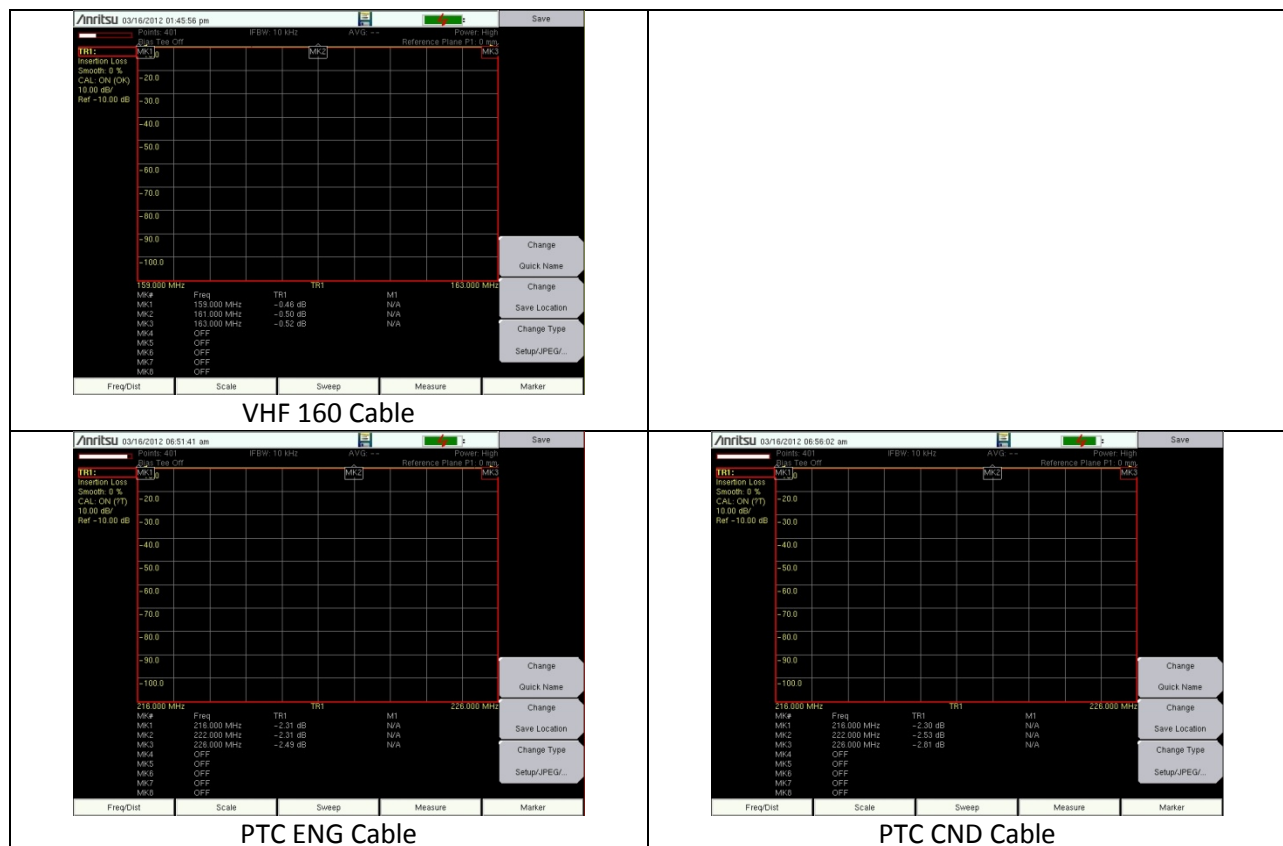 Anritsu 03/16/2012 01:45:56 pm
Save
Points: 401 IFBW: 10 kHz AVG: -- Power: High
Bias Tee Off Reference Plane P1: 0 mm
TR1:
Insertion Loss
Smooth: 0 %
CAL: ON (OK)
10.00 dB/
Ref -10.00 dB
MK1 MK2 MK3
-20.0
-30.0
-40.0
-50.0
-60.0
-70.0
-80.0
-90.0
-100.0
159.000 MHz TR1 163.000 MHz
MK# Freq TR1 M1
MK1 159.000 MHz -0.46 dB N/A
MK2 161.000 MHz -0.50 dB N/A
MK3 163.000 MHz -0.52 dB N/A
MK4 OFF
MK5 OFF
MK6 OFF
MK7 OFF
MK8 OFF
Change
Quick Name
Change
Save Location
Change Type
Setup/JPEG/...
Freq/Dist Scale Sweep Measure Marker
VHF 160 Cable
Anritsu 03/16/2012 06:51:41 am
Save
Points: 401 IFBW: 10 kHz AVG: -- Power: High
Bias Tee Off Reference Plane P1: 0 mm
TR1:
Insertion Loss
Smooth: 0 %
CAL: ON (?T)
10.00 dB/
Ref -10.00 dB
MK1 MK2 MK3
-20.0
-30.0
-40.0
-50.0
-60.0
-70.0
-80.0
-90.0
-100.0
216.000 MHz TR1 226.000 MHz
MK# Freq TR1 M1
MK1 216.000 MHz -2.31 dB N/A
MK2 222.000 MHz -2.31 dB N/A
MK3 226.000 MHz -2.49 dB N/A
MK4 OFF
MK5 OFF
MK6 OFF
MK7 OFF
MK8 OFF
Change
Quick Name
Change
Save Location
Change Type
Setup/JPEG/...
Freq/Dist Scale Sweep Measure Marker
PTC ENG Cable
Anritsu 03/16/2012 06:56:02 am
Save
Points: 401 IFBW: 10 kHz AVG: -- Power: High
Bias Tee Off Reference Plane P1: 0 mm
TR1:
Insertion Loss
Smooth: 0 %
CAL: ON (?T)
10.00 dB/
Ref -10.00 dB
MK1 MK2 MK3
-20.0
-30.0
-40.0
-50.0
-60.0
-70.0
-80.0
-90.0
-100.0
216.000 MHz TR1 226.000 MHz
MK# Freq TR1 M1
MK1 216.000 MHz -2.30 dB N/A
MK2 222.000 MHz -2.53 dB N/A
MK3 226.000 MHz -2.81 dB N/A
MK4 OFF
MK5 OFF
MK6 OFF
MK7 OFF
MK8 OFF
Change
Quick Name
Change
Save Location
Change Type
Setup/JPEG/...
Freq/Dist Scale Sweep Measure Marker
PTC CND Cable